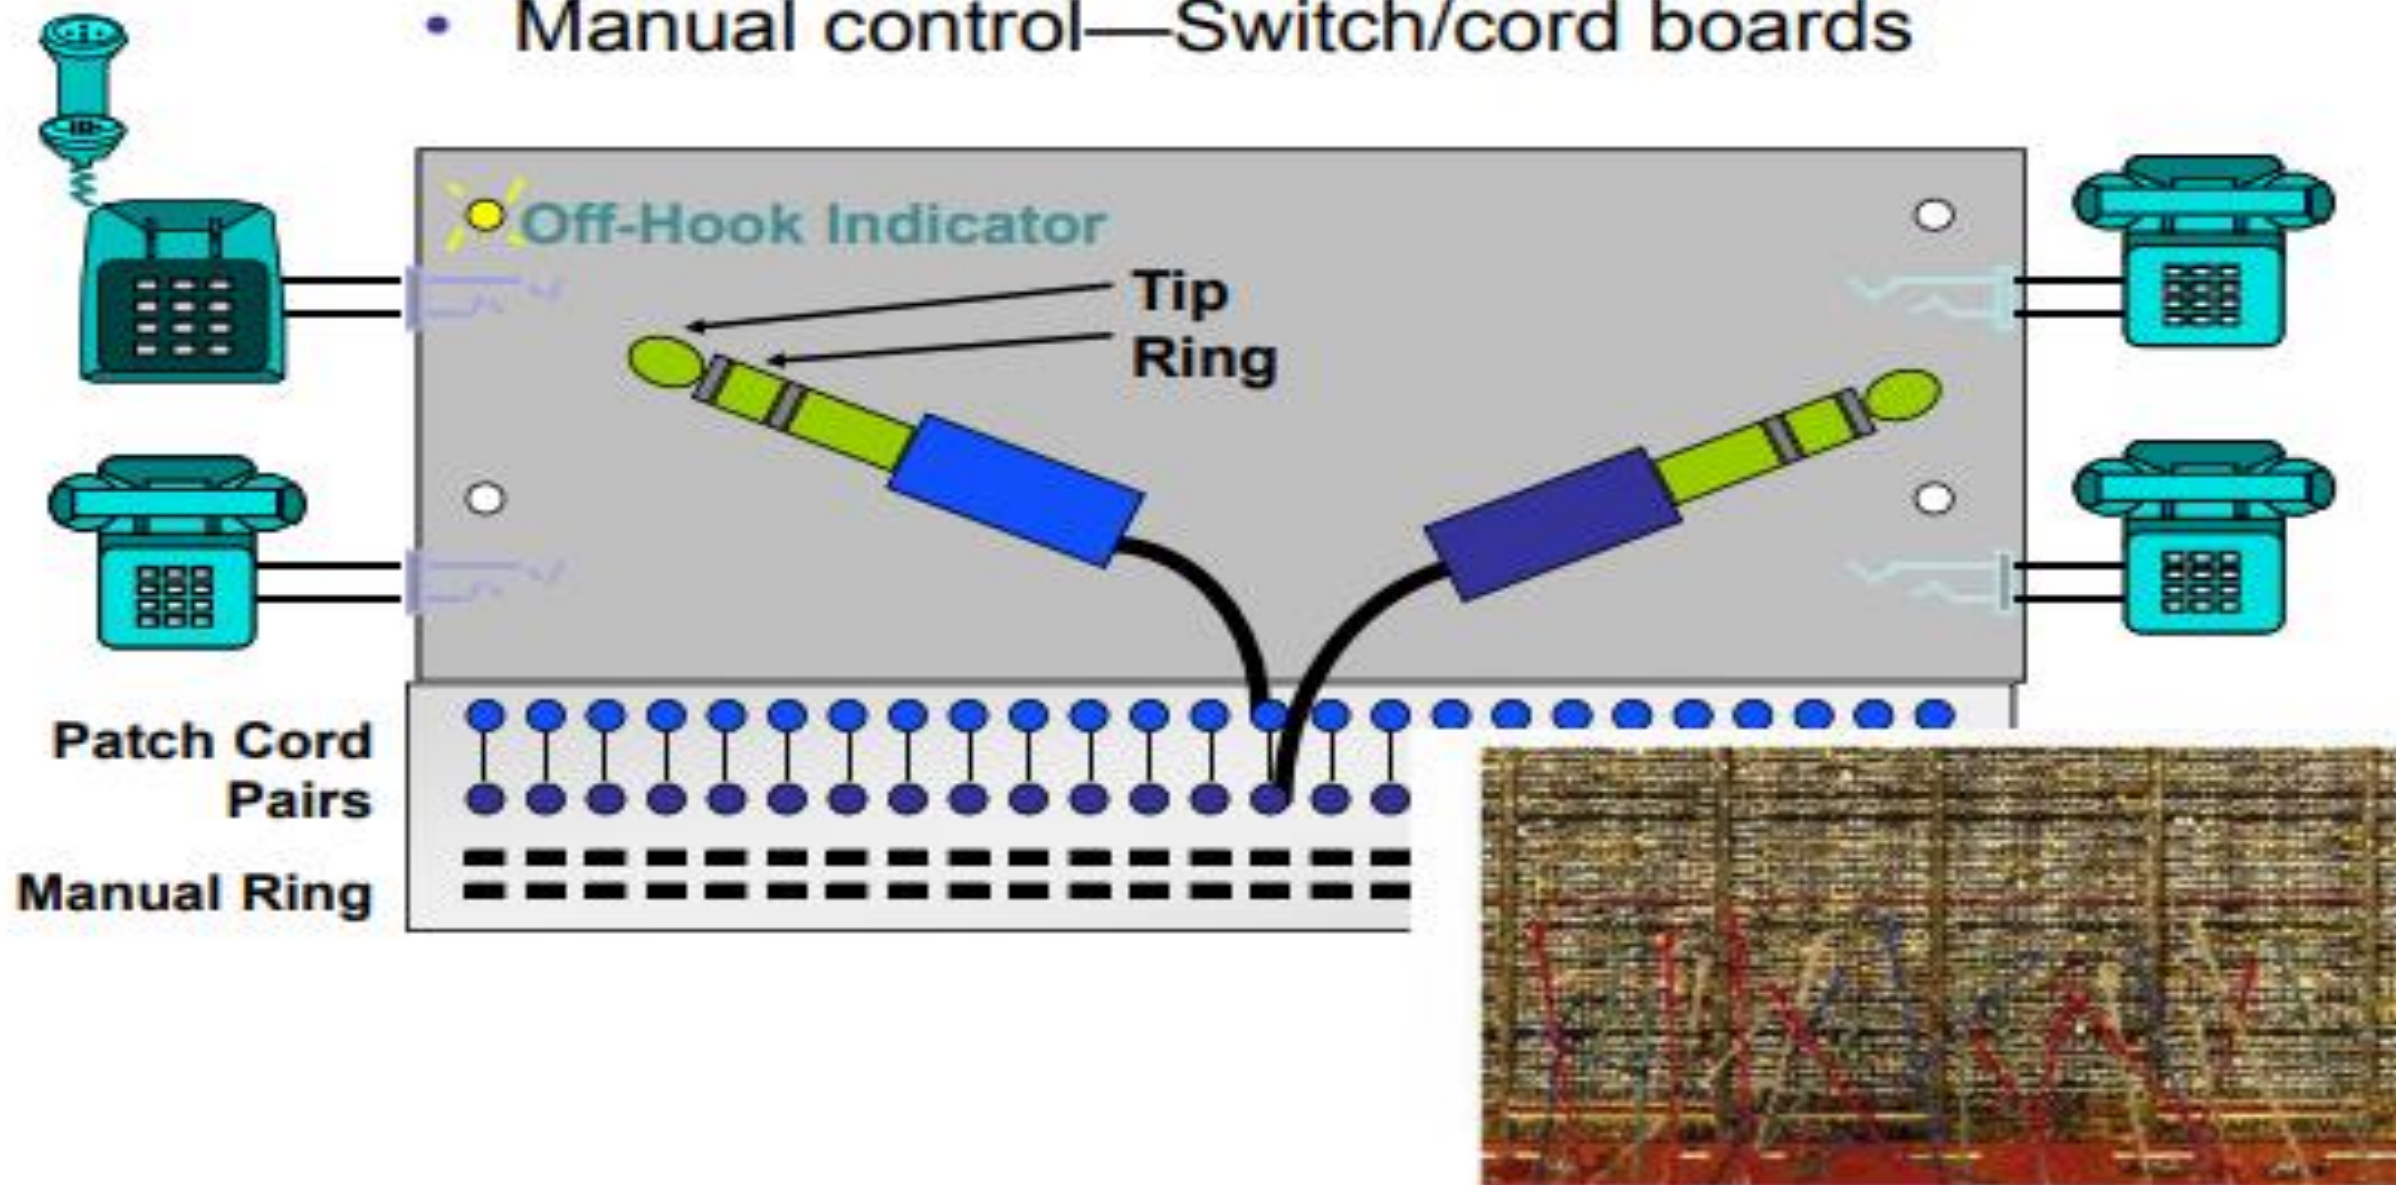 • Manual control—Switch/cord boards
Off-Hook Indicator
Tip
Ring
Patch Cord
Pairs
Manual Ring